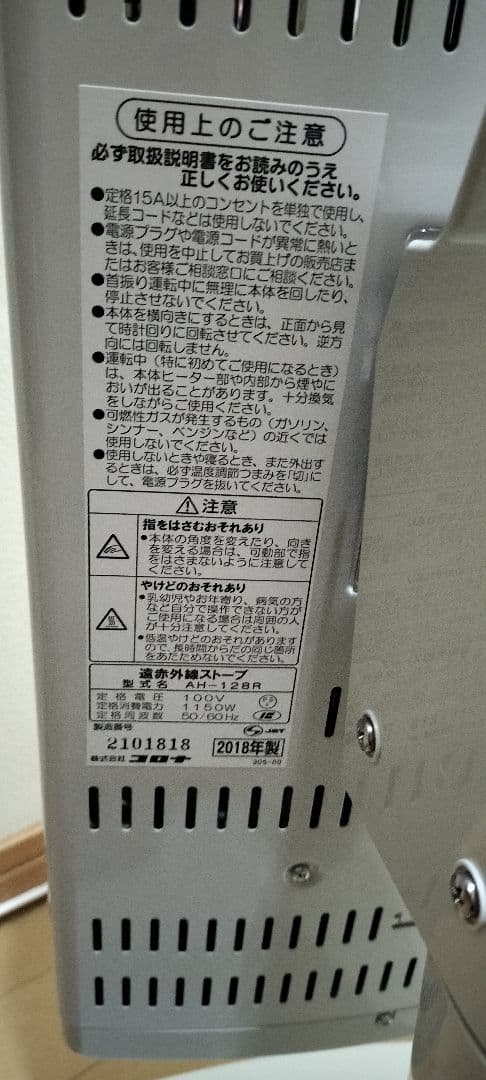 使用上のご注意
必ず取扱説明書をお読みのうえ
正しくお使いください。
●定格15A以上のコンセントを単独で使用し、
延長コードなどは使用しないでください。
●電源プラグや電源コードが異常に熱いと
きは、使用を中止してお買上げの販売店ま
たはお客様ご相談窓口にご相談ください。
●首振り運転中に無理に本体を回したり、
停止させないでください。
●本体を横向きにするときは、正面から見
て時計回りに回転させてください。逆方
向には回転しません。
●運転中（特に初めてご使用になるとき）
は、本体ヒーター部や内部から煙やに
おいが出ることがあります。十分換気
をしながらご使用ください。
●可燃性ガスが発生するもの（ガソリン、
シンナー、ベンジンなど）の近くでは
使用しないでください。
●使用しないときや寝るとき、また外出す
るときは、必ず温度調節つまみを「切」に
して、電源プラグを抜いてください。
注意
指をはさむおそれあり
●本体の角度を変えたり、向き
を変える場合は、可動部で指
をはさまないように注意して
ください。
やけどのおそれあり
●乳幼児やお年寄り、病気の方
など自分で操作できない方が
ご使用になる場合は周囲の人
が十分注意してください。
●低温やけどのおそれがあります
ので、長時間からだの同じ箇所
をあたためないでください。
遠赤外線ストーブ
型式名 AH-128R
定格電圧 100V
定格消費電力 1150W
定格周波数 50/60Hz
JET
製造番号
2101818 2018年製
株式会社 コロナ 305-00